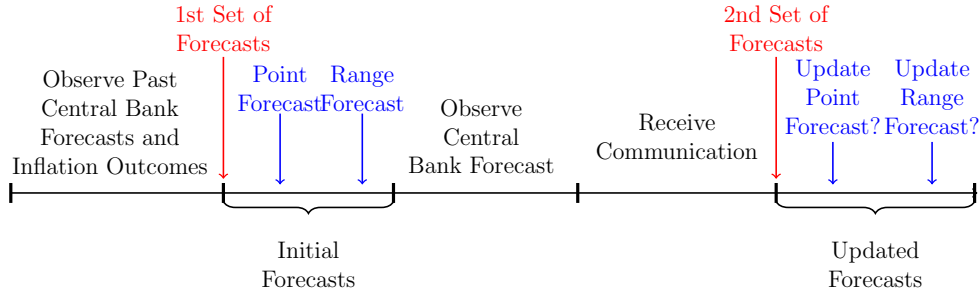 1st Set of
Forecasts
2nd Set of
Forecasts
Observe Past
Central Bank
Forecasts and
Inflation Outcomes
Point
Forecast
Range
Forecast
Observe
Central
Bank Forecast
Receive
Communication
Update
Point
Forecast?
Update
Range
Forecast?
Initial
Forecasts
Updated
Forecasts